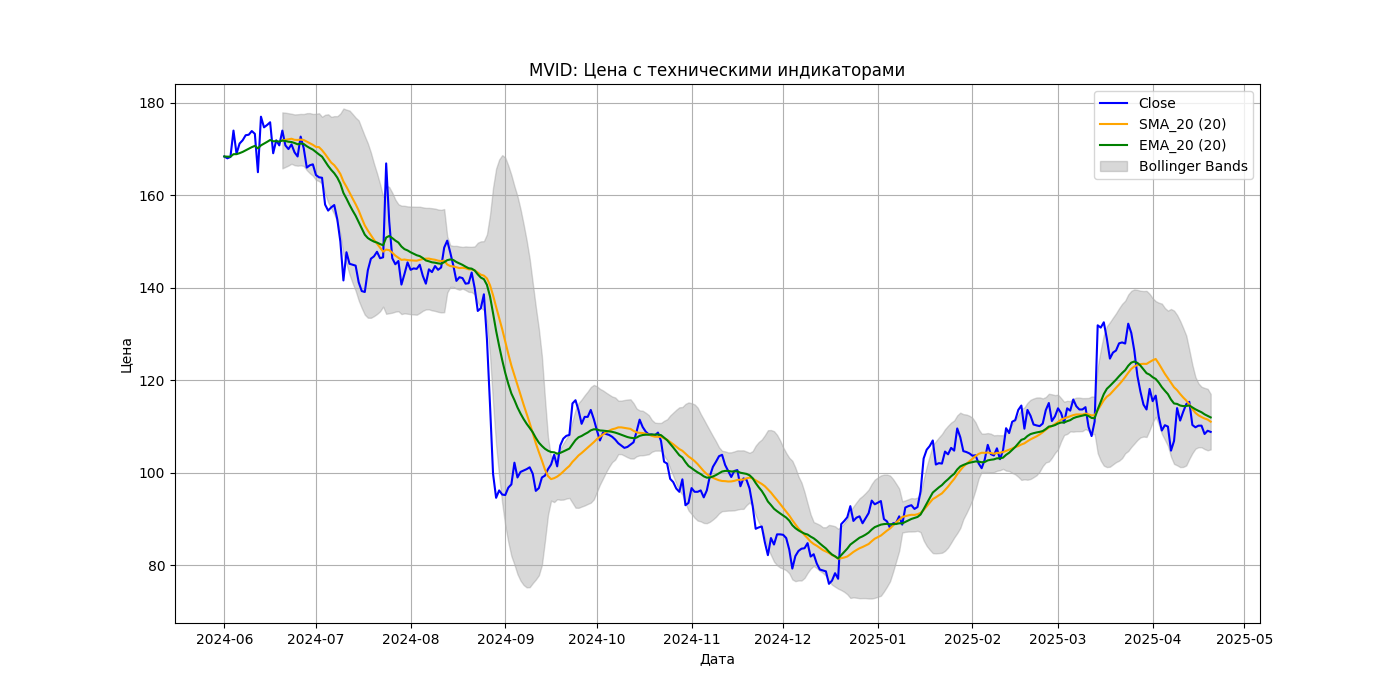 MVID: Цена с техническими индикаторами
Close
SMA_20 (20)
EMA_20 (20)
Bollinger Bands
180
160
140
120
100
80
Цена
2024-06 2024-07 2024-08 2024-09 2024-10 2024-11 2024-12 2025-01 2025-02 2025-03 2025-04 2025-05
Дата